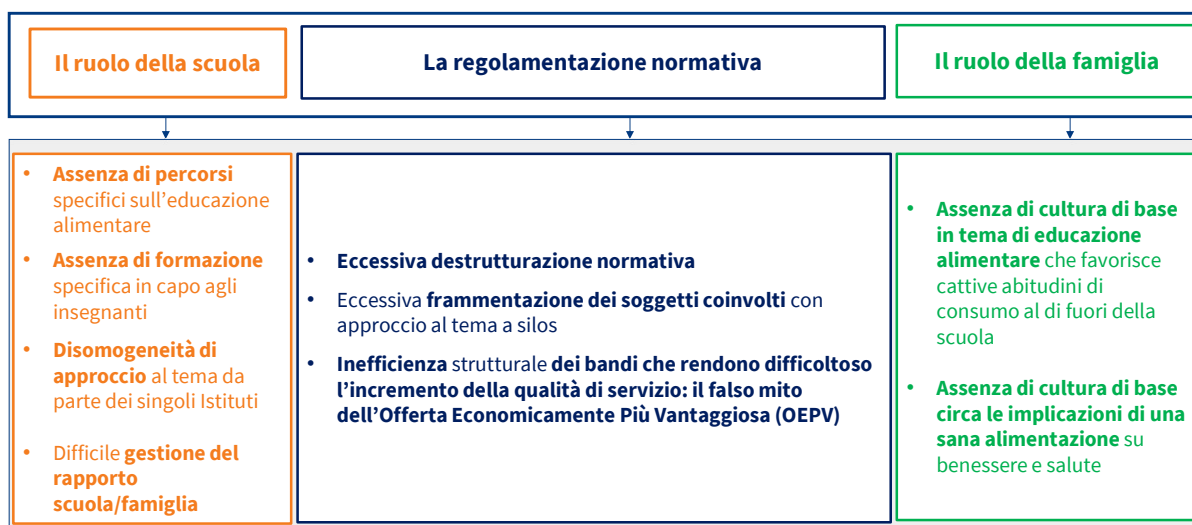 Il ruolo della scuola
La regolamentazione normativa
Il ruolo della famiglia
• Assenza di percorsi
specifici sull'educazione
alimentare
• Assenza di formazione
specifica in capo agli
insegnanti
• Disomogeneità di
approccio al tema da
parte dei singoli Istituti
• Difficile gestione del
rapporto
scuola/famiglia
• Eccessiva destrutturazione normativa
• Eccessiva frammentazione dei soggetti coinvolti con
approccio al tema a silos
• Inefficienza strutturale dei bandi che rendono difficoltoso
l'incremento della qualità di servizio: il falso mito
dell'Offerta Economicamente Più Vantaggiosa (OEPV)
• Assenza di cultura di base
in tema di educazione
alimentare che favorisce
cattive abitudini di
consumo al di fuori della
scuola
• Assenza di cultura di base
circa le implicazioni di una
sana alimentazione su
benessere e salute